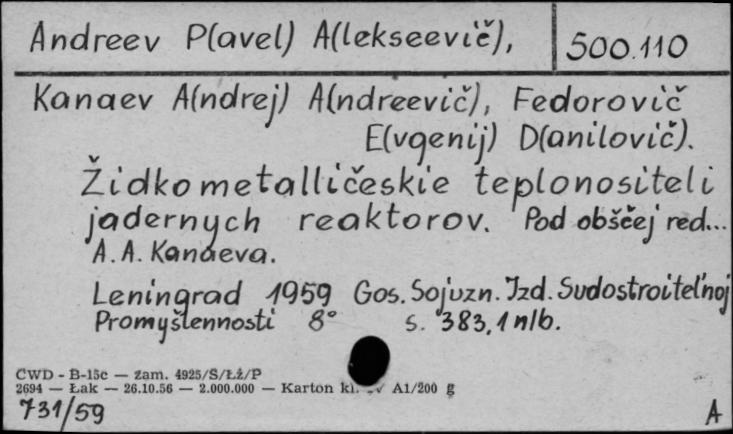 Andreev P(avel) A(lekseevič), 500.110
Kanaev A(ndrej) A(ndreevič), Fedorovič
E(vgenij) D(anilovič).
Židkometalličeskie teplonositeli
jadernych reaktorov. Pod obščej red...
A. A. Kanaeva.
Leningrad 1959 Gos. Sojuzn. Izd. Sudostroitel'noj
Promyšlennosti 8° s. 383, 1 nlb.
CWD - B-15c — Zam. 4925/S/Łż/P
2694 — Łak — 26.10.56 — 2.000.000 — Karton kl. A1/200 g
731/59 A